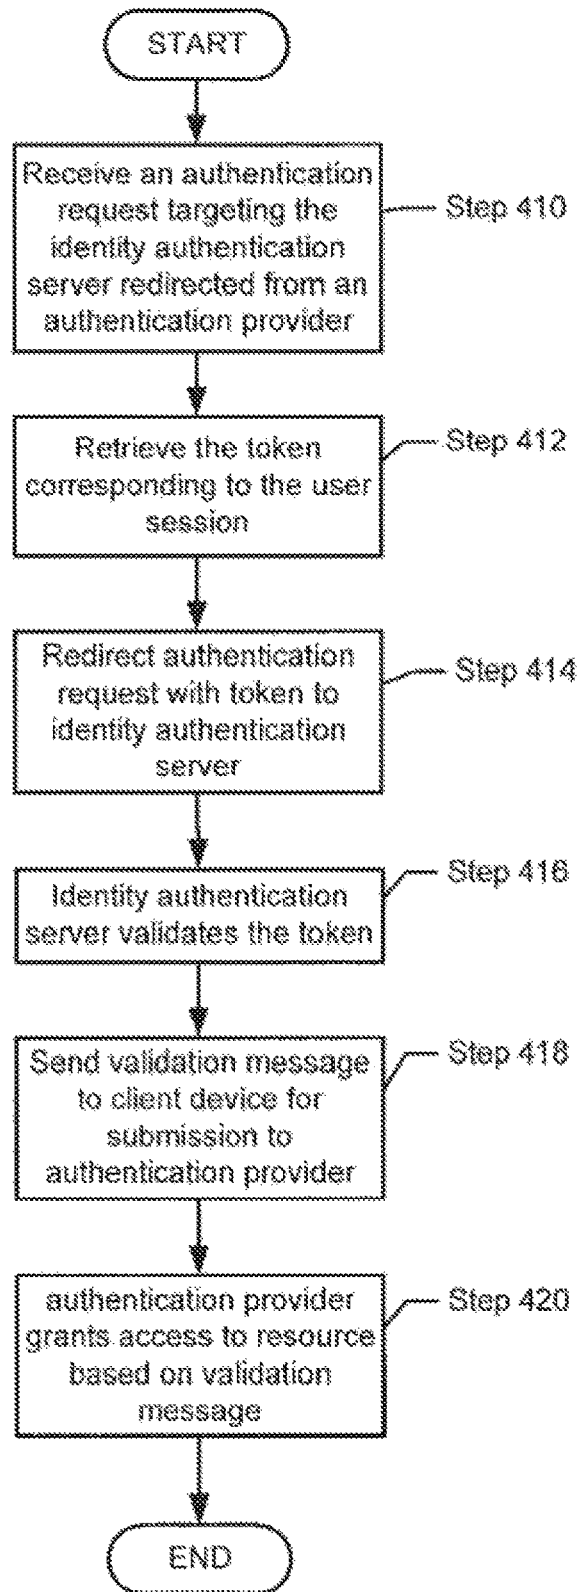 START
Receive an authentication
request targeting the
identity authentication
server redirected from an
authentication provider
Step 410
Retrieve the token
corresponding to the user
session
Step 412
Redirect authentication
request with token to
identity authentication
server
Step 414
Identity authentication
server validates the token
Step 416
Send validation message
to client device for
submission to
authentication provider
Step 418
authentication provider
grants access to resource
based on validation
message
Step 420
END